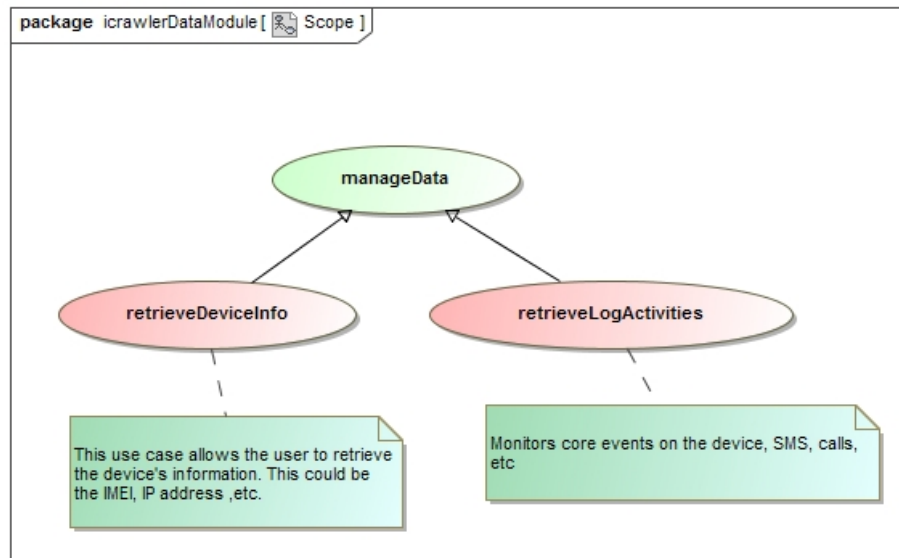 package icrawlerDataModule [ Scope ]
manageData
retrieveDeviceInfo
retrieveLogActivities
This use case allows the user to retrieve
the device's information. This could be
the IMEI, IP address ,etc.
Monitors core events on the device, SMS, calls,
etc